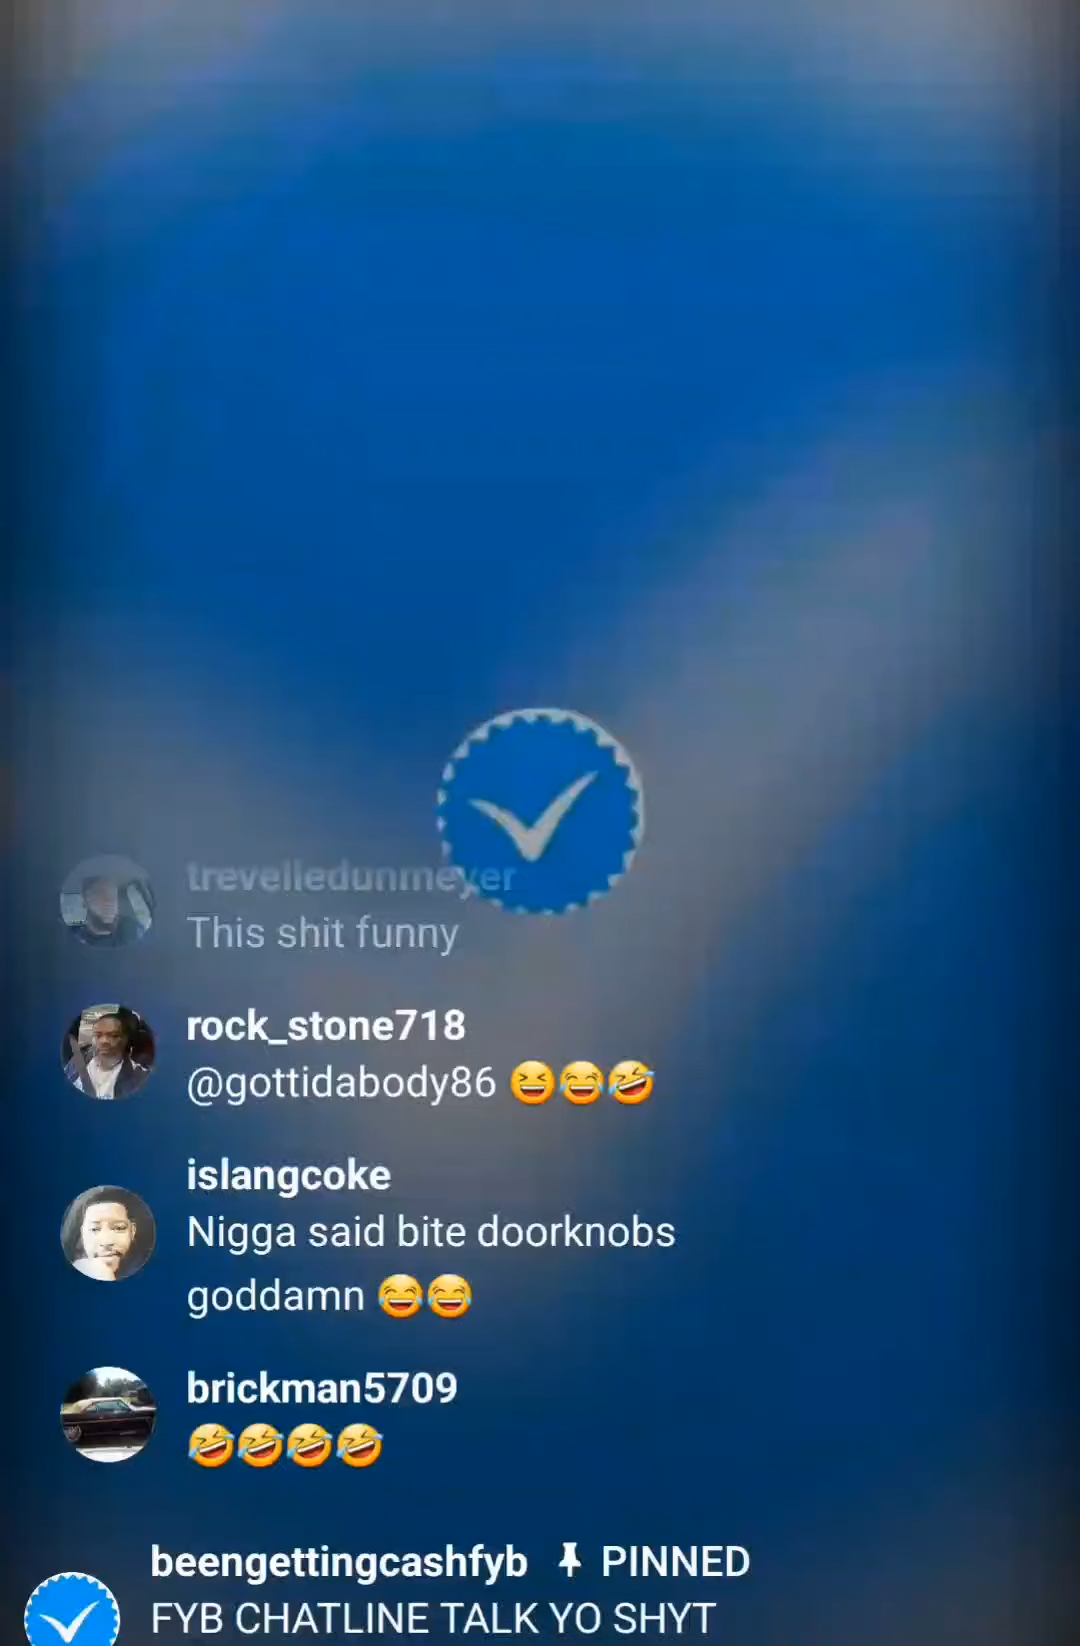 trevelledunmeyer
This shit funny
rock_stone718
@gottidabody86 😆😂🤣
islangcoke
Nigga said bite doorknobs
goddamn 😂😂
brickman5709
🤣🤣🤣🤣
beengettingcashfyb 📌 PINNED
FYB CHATLINE TALK YO SHYT